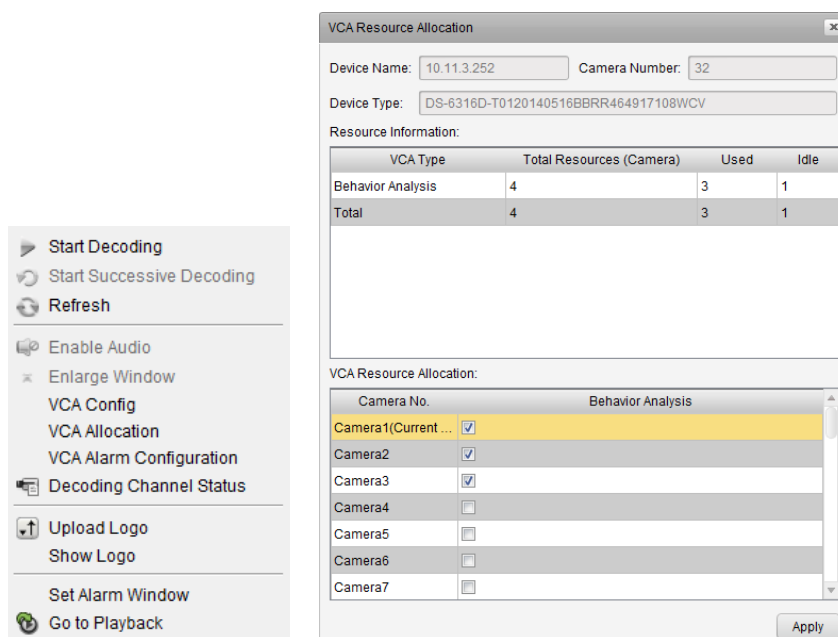 Start Decoding
Start Successive Decoding
Refresh
Enable Audio
Enlarge Window
VCA Config
VCA Allocation
VCA Alarm Configuration
Decoding Channel Status
Upload Logo
Show Logo
Set Alarm Window
Go to Playback
VCA Resource Allocation
Device Name: 10.11.3.252 Camera Number: 32
Device Type: DS-6316D-T0120140516BBRR464917108WCV
Resource Information:
VCA Type Total Resources (Camera) Used Idle
Behavior Analysis 4 3 1
Total 4 3 1
VCA Resource Allocation:
Camera No. Behavior Analysis
Camera1(Current ...
Camera2
Camera3
Camera4
Camera5
Camera6
Camera7
Apply